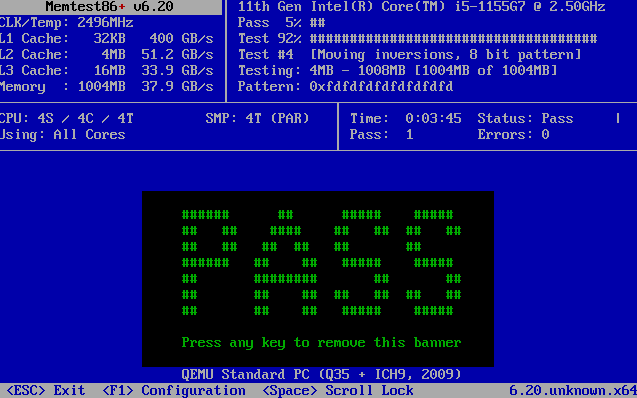 Memtest86+ v6.20
11th Gen Intel(R) Core(TM) i5-1155G7 @ 2.50GHz
CLK/Temp: 2496MHz
Pass 5% ##
L1 Cache: 32KB 400 GB/s
Test 92% ####################################
L2 Cache: 4MB 51.2 GB/s
Test #4 [Moving inversions, 8 bit pattern]
L3 Cache: 16MB 33.9 GB/s
Testing: 4MB - 1008MB [1004MB of 1004MB]
Memory : 1004MB 37.9 GB/s
Pattern: 0xfdfdfdfdfdfdfdfd
CPU: 4S / 4C / 4T SMP: 4T (PAR)
Time: 0:03:45 Status: Pass |
Using: All Cores
Pass: 1 Errors: 0
PASS
Press any key to remove this banner
QEMU Standard PC (Q35 + ICH9, 2009)
<ESC> Exit <F1> Configuration <Space> Scroll Lock 6.20.unknown.x64